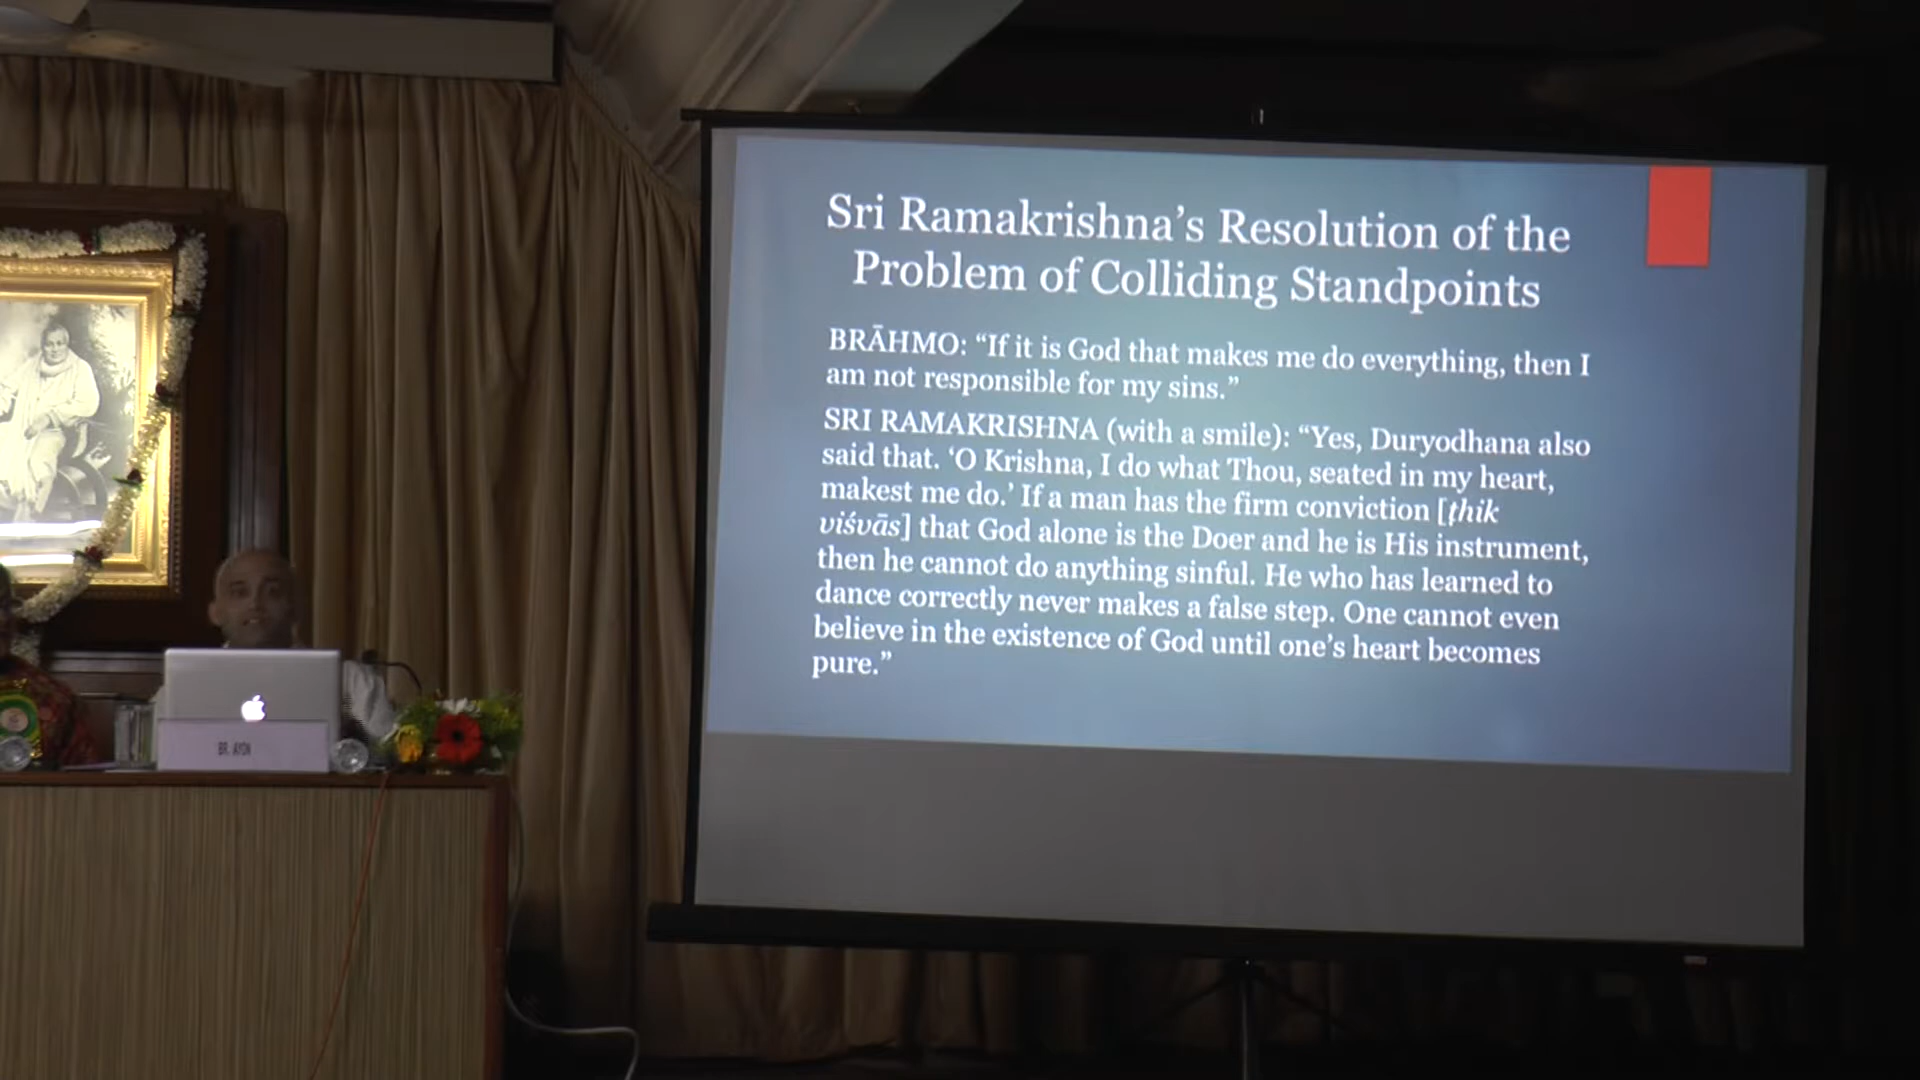 Sri Ramakrishna’s Resolution of the
Problem of Colliding Standpoints
BRĀHMO: “If it is God that makes me do everything, then I
am not responsible for my sins.”
SRI RAMAKRISHNA (with a smile): “Yes, Duryodhana also
said that. ‘O Krishna, I do what Thou, seated in my heart,
makest me do.’ If a man has the firm conviction [ṭhik
viśvās] that God alone is the Doer and he is His instrument,
then he cannot do anything sinful. He who has learned to
dance correctly never makes a false step. One cannot even
believe in the existence of God until one’s heart becomes
pure.”
BR. AYON